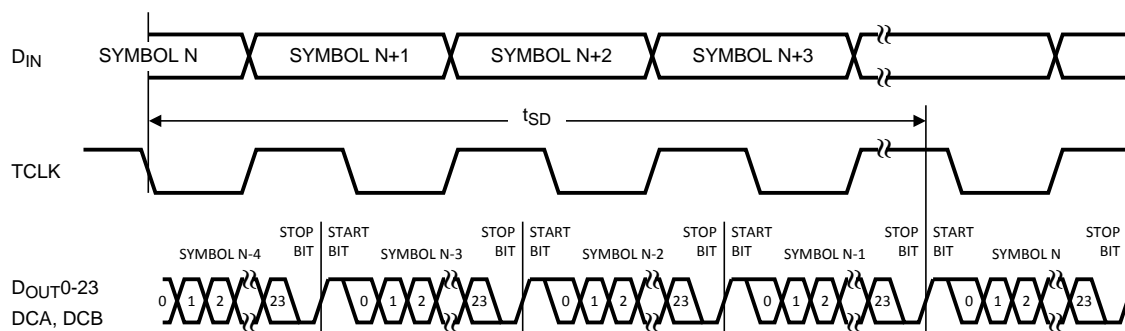 D_IN
SYMBOL N SYMBOL N+1 SYMBOL N+2 SYMBOL N+3
t_SD
TCLK
STOP BIT START BIT STOP BIT START BIT STOP BIT START BIT STOP BIT START BIT STOP BIT
SYMBOL N-4 SYMBOL N-3 SYMBOL N-2 SYMBOL N-1 SYMBOL N
D_OUT0-23
0 1 2 23 0 1 2 23 0 1 2 23 0 1 2 23 0 1 2 23
DCA, DCB